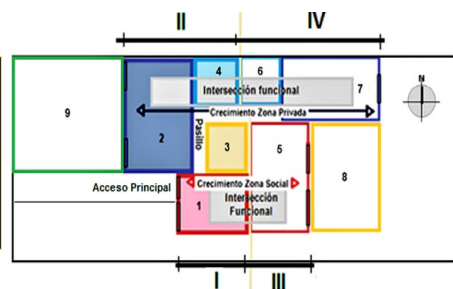 II
IV
N
4
6
Intersección funcional
7
Crecimiento Zona Privada
9
2
Pasillo
3
5
8
Acceso Principal
Crecimiento Zona Social
1
Intersección
Funcional
I
III